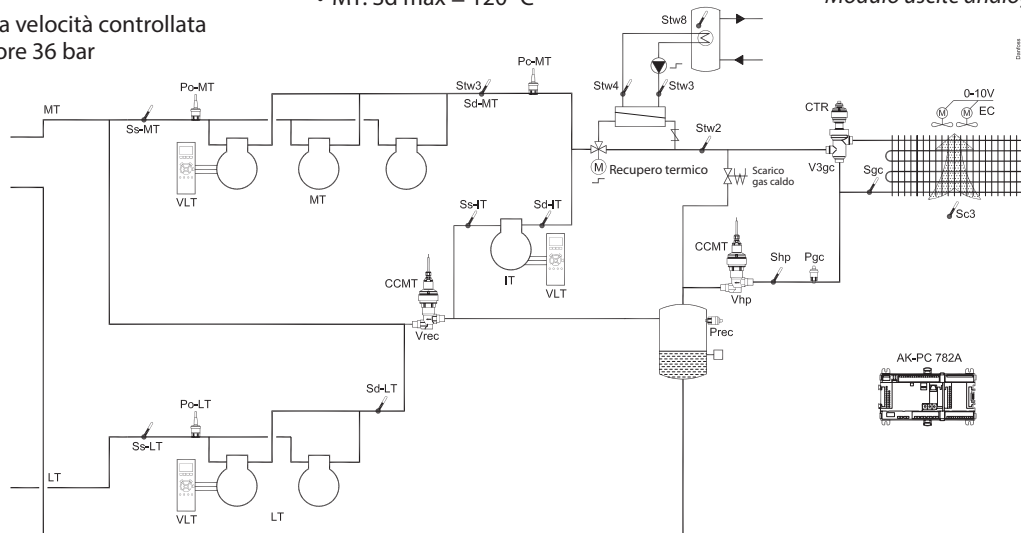 • MT: Sd max = 120 °C
a velocità controllata
ore 36 bar
Modulo uscite analog
Danfoss
Stw8
Stw4
Stw3
MT
Ss-MT
Po-MT
Stw3
Sd-MT
Pc-MT
VLT
MT
M
Recupero termico
Stw2
Scarico
gas caldo
CTR
V3gc
0-10V
M
M
EC
Sgc
Sc3
Ss-IT
Sd-IT
IT
VLT
CCMT
Vrec
CCMT
Vhp
Shp
Pgc
Prec
AK-PC 782A
Sd-LT
Po-LT
Ss-LT
LT
VLT
LT